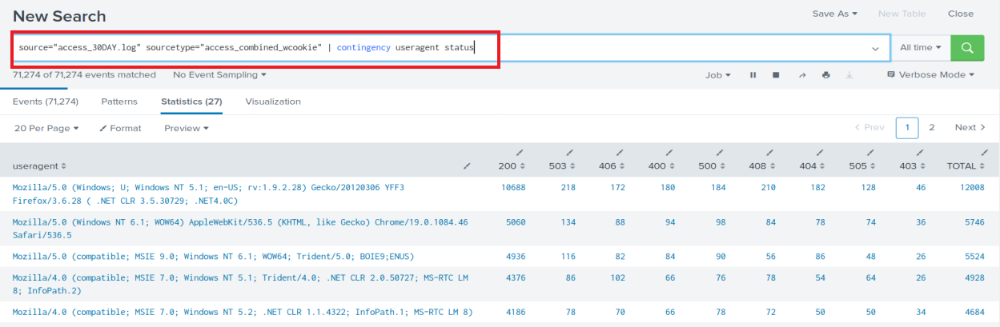 New Search
Save As New Table Close
source="access_30DAY.log" sourcetype="access_combined_wcookie" | contingency useragent status
All time
71,274 of 71,274 events matched No Event Sampling Job Verbose Mode
Events (71,274) Patterns Statistics (27) Visualization
20 Per Page Format Preview < Prev 1 2 Next >
useragent 200 503 406 400 500 408 404 505 403 TOTAL
Mozilla/5.0 (Windows; U; Windows NT 5.1; en-US; rv:1.9.2.28) Gecko/20120306 YFF3 10688 218 172 180 184 210 182 128 46 12008
Firefox/3.6.28 ( .NET CLR 3.5.30729; .NET4.0C)
Mozilla/5.0 (Windows NT 6.1; WOW64) AppleWebKit/536.5 (KHTML, like Gecko) Chrome/19.0.1084.46 5060 134 88 94 98 84 78 74 36 5746
Safari/536.5
Mozilla/5.0 (compatible; MSIE 9.0; Windows NT 6.1; WOW64; Trident/5.0; BOIE9;ENUS) 4936 116 82 84 90 56 86 48 26 5524
Mozilla/4.0 (compatible; MSIE 7.0; Windows NT 5.1; Trident/4.0; .NET CLR 2.0.50727; MS-RTC LM 4376 86 102 66 76 78 54 64 26 4928
8; InfoPath.2)
Mozilla/4.0 (compatible; MSIE 7.0; Windows NT 5.2; .NET CLR 1.1.4322; InfoPath.1; MS-RTC LM 8) 4186 78 70 66 78 72 50 50 34 4684